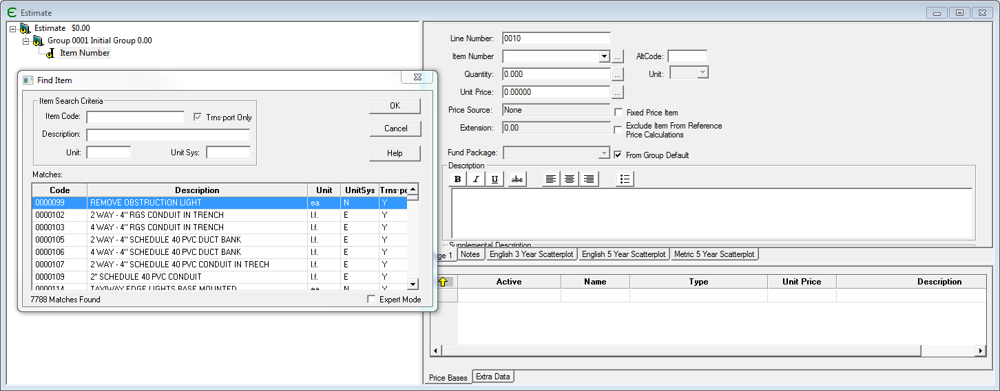 Estimate
Estimate $0.00
Group 0001 Initial Group 0.00
Item Number
Find Item
Item Search Criteria
Item Code:
Trns·port Only
Description:
Unit:
Unit Sys:
OK
Cancel
Help
Matches:
Code Description Unit UnitSys Trns·po
0000099 REMOVE OBSTRUCTION LIGHT ea. N Y
0000102 2 WAY - 4" RGS CONDUIT IN TRENCH l.f. E Y
0000103 4 WAY - 4" RGS CONDUIT IN TRENCH l.f. E Y
0000105 2 WAY - 4" SCHEDULE 40 PVC DUCT BANK l.f. E Y
0000106 4 WAY - 4" SCHEDULE 40 PVC DUCT BANK l.f. E Y
0000107 2 WAY - 4" SCHEDULE 40 PVC CONDUIT IN TRECH l.f. E Y
0000109 2" SCHEDULE 40 PVC CONDUIT l.f. E Y
0000114 TAXIWAY EDGE LIGHTS BASE MOUNTED ea. N Y
7788 Matches Found
Expert Mode
Line Number: 0010
Item Number ... AltCode:
Quantity: 0.000 ... Unit:
Unit Price: 0.00000 ...
Price Source: None Fixed Price Item
Extension: 0.00 Exclude Item From Reference
Price Calculations
Fund Package: From Group Default
Description
B I U abc
Supplemental Description
ge 1 Notes English 3 Year Scatterplot English 5 Year Scatterplot Metric 5 Year Scatterplot
Active Name Type Unit Price Description
Price Bases Extra Data